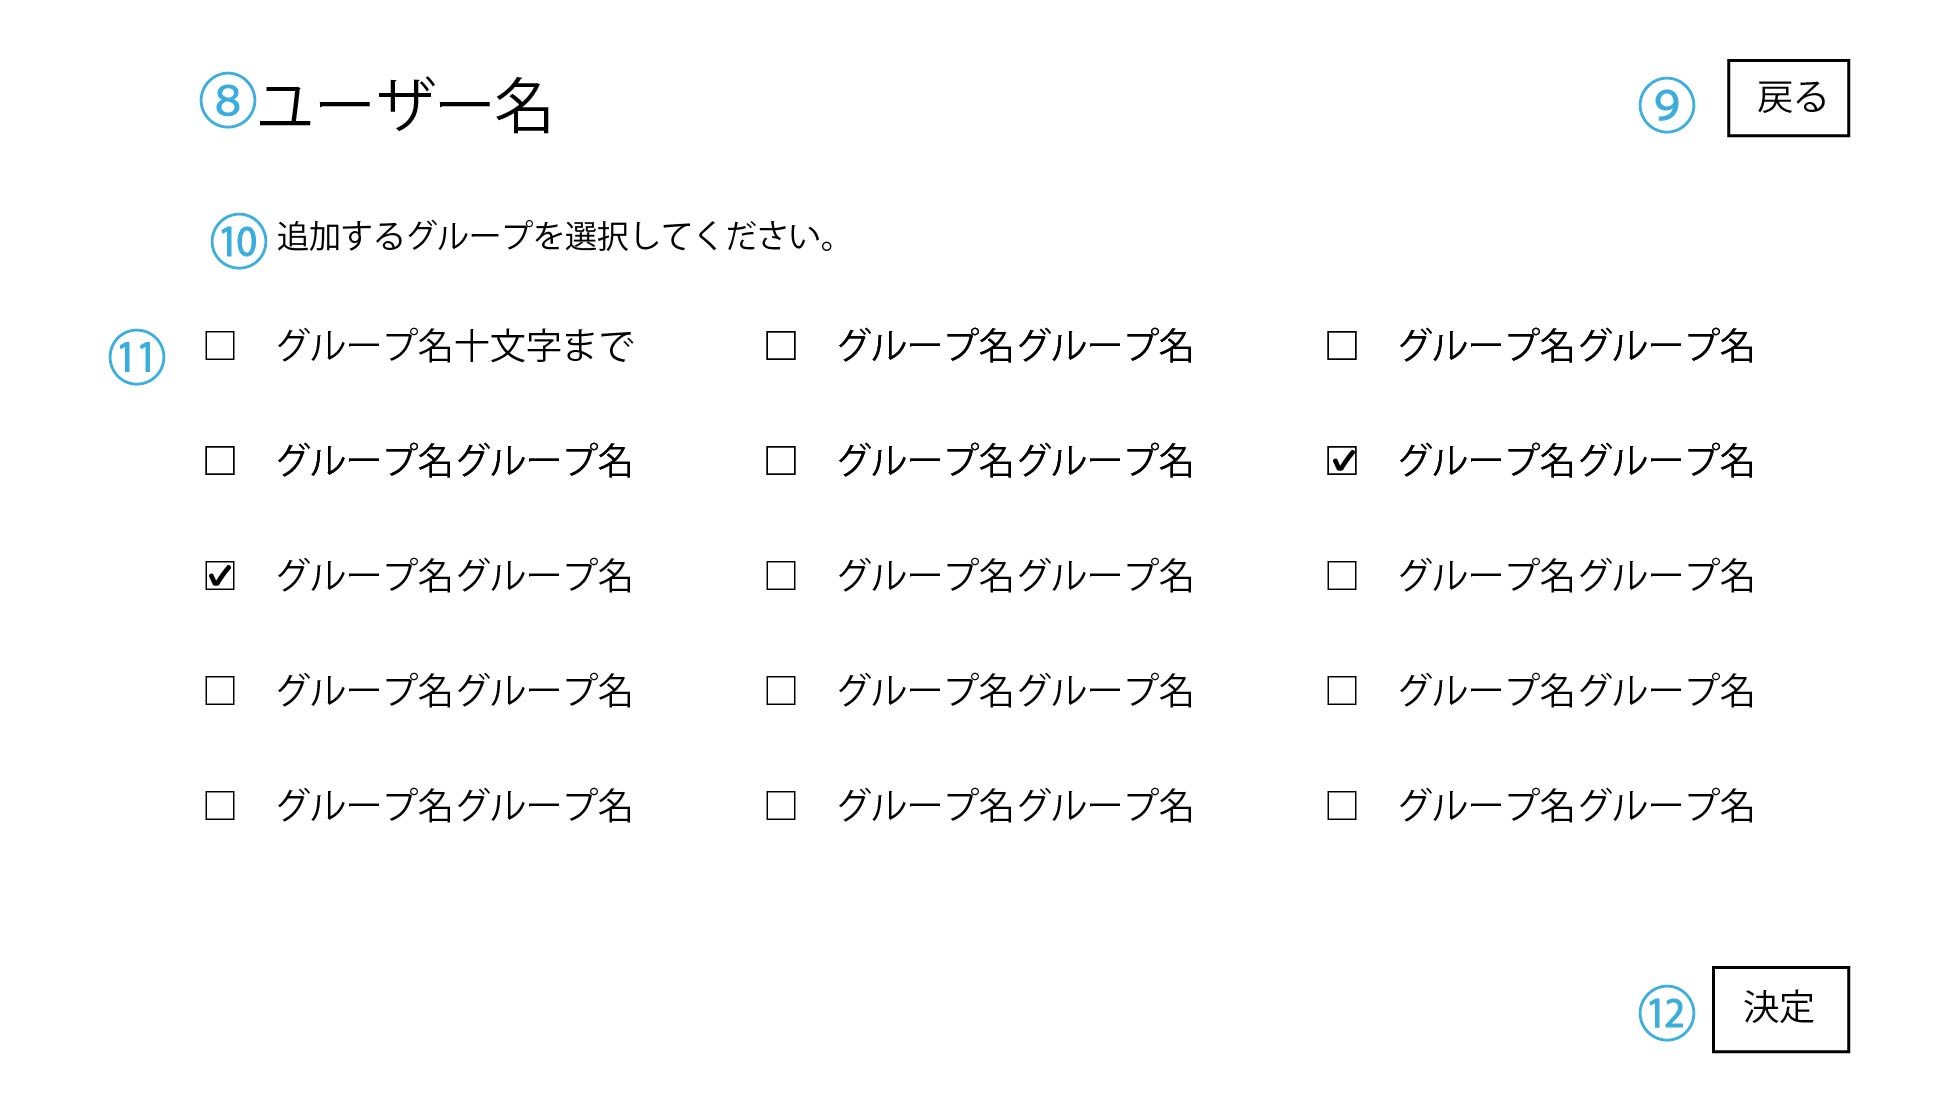 ⑧ユーザー名
⑨ 戻る
⑩追加するグループを選択してください。
⑪ □ グループ名十文字まで □ グループ名グループ名 □ グループ名グループ名
□ グループ名グループ名 □ グループ名グループ名 ☑ グループ名グループ名
☑ グループ名グループ名 □ グループ名グループ名 □ グループ名グループ名
□ グループ名グループ名 □ グループ名グループ名 □ グループ名グループ名
□ グループ名グループ名 □ グループ名グループ名 □ グループ名グループ名
⑫ 決定